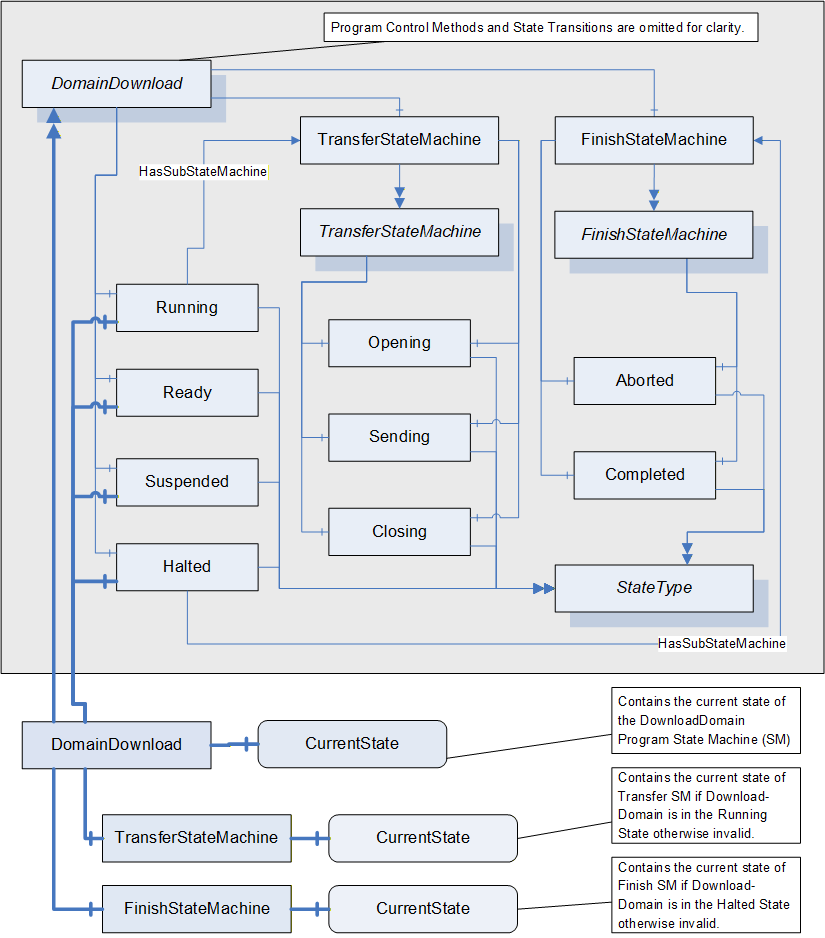 Program Control Methods and State Transitions are omitted for clarity.
DomainDownload
TransferStateMachine
FinishStateMachine
HasSubStateMachine
TransferStateMachine
FinishStateMachine
Running
Opening
Aborted
Ready
Sending
Completed
Suspended
Closing
Halted
StateType
HasSubStateMachine
DomainDownload
CurrentState
Contains the current state of
the DownloadDomain
Program State Machine (SM)
TransferStateMachine
CurrentState
Contains the current state of
Transfer SM if Download-
Domain is in the Running
State otherwise invalid.
FinishStateMachine
CurrentState
Contains the current state of
Finish SM if Download-
Domain is in the Halted State
otherwise invalid.